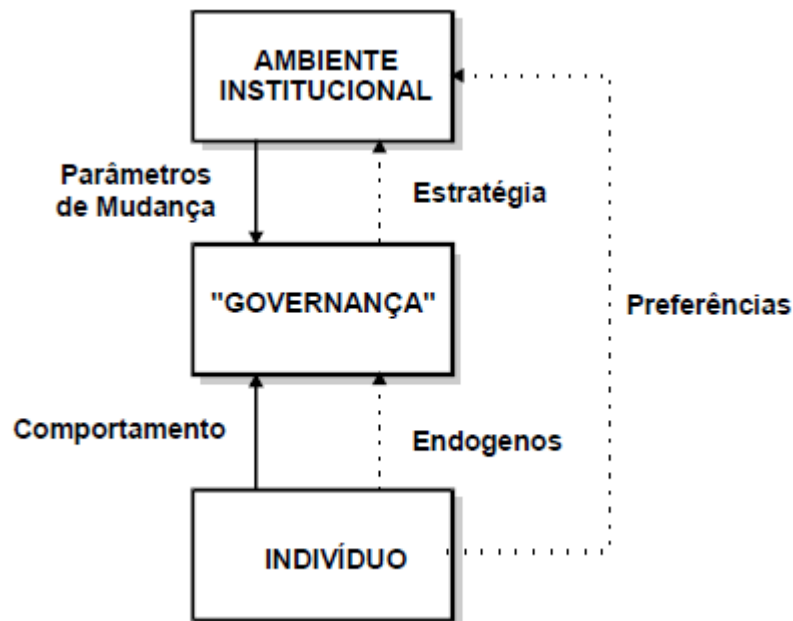 AMBIENTE
INSTITUCIONAL
Parâmetros
de Mudança
Estratégia
"GOVERNANÇA"
Preferências
Comportamento
Endogenos
INDIVÍDUO